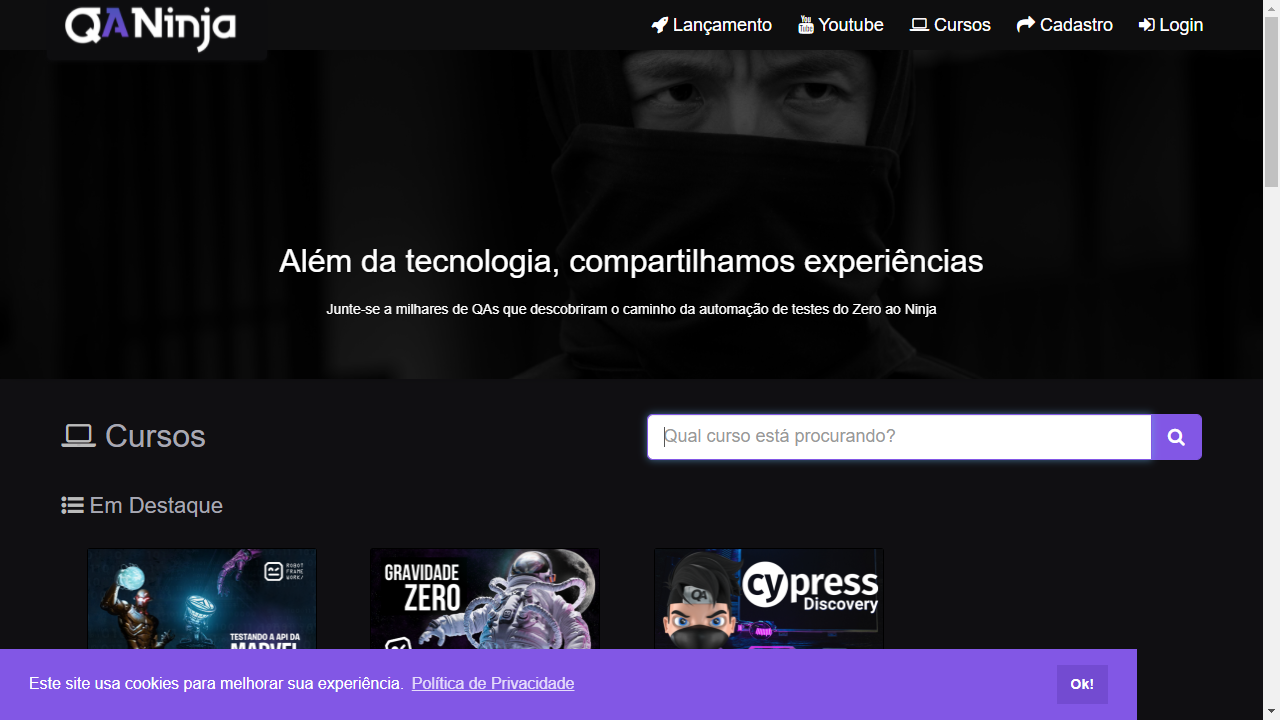 QANinja
Lançamento
Youtube
Cursos
Cadastro
Login
Além da tecnologia, compartilhamos experiências
Junte-se a milhares de QAs que descobriram o caminho da automação de testes do Zero ao Ninja
Cursos
Qual curso está procurando?
Em Destaque
ROBOT
FRAME
WORK/
TESTANDO A API DA
MARVEL
GRAVIDADE
ZERO
QA
cypress
Discovery
Este site usa cookies para melhorar sua experiência. Política de Privacidade
Ok!